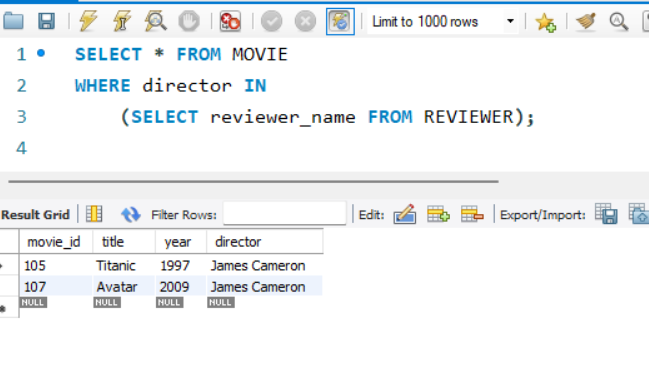 Limit to 1000 rows
1 SELECT * FROM MOVIE
2 WHERE director IN
3 (SELECT reviewer_name FROM REVIEWER);
4
Result Grid Filter Rows: Edit: Export/Import:
movie_id title year director
105 Titanic 1997 James Cameron
107 Avatar 2009 James Cameron
NULL NULL NULL NULL